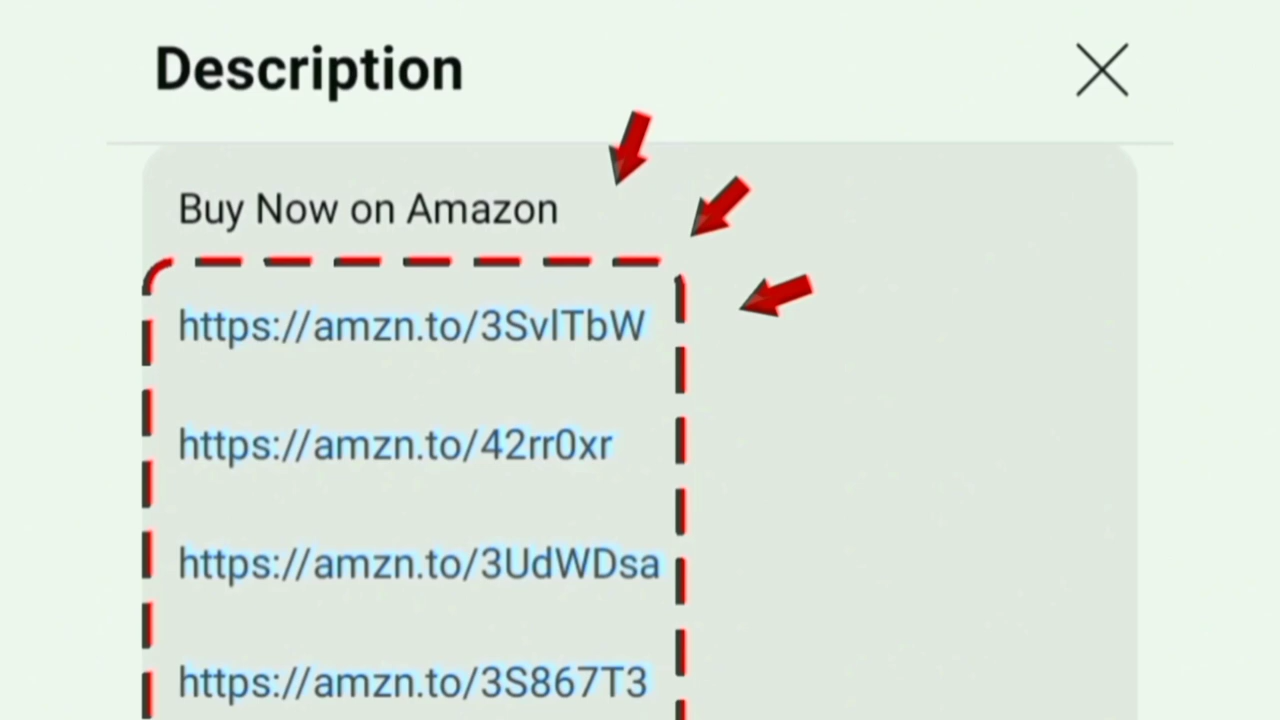 Description
Buy Now on Amazon
https://amzn.to/3SvlTbW
https://amzn.to/42rr0xr
https://amzn.to/3UdWDsa
https://amzn.to/3S867T3